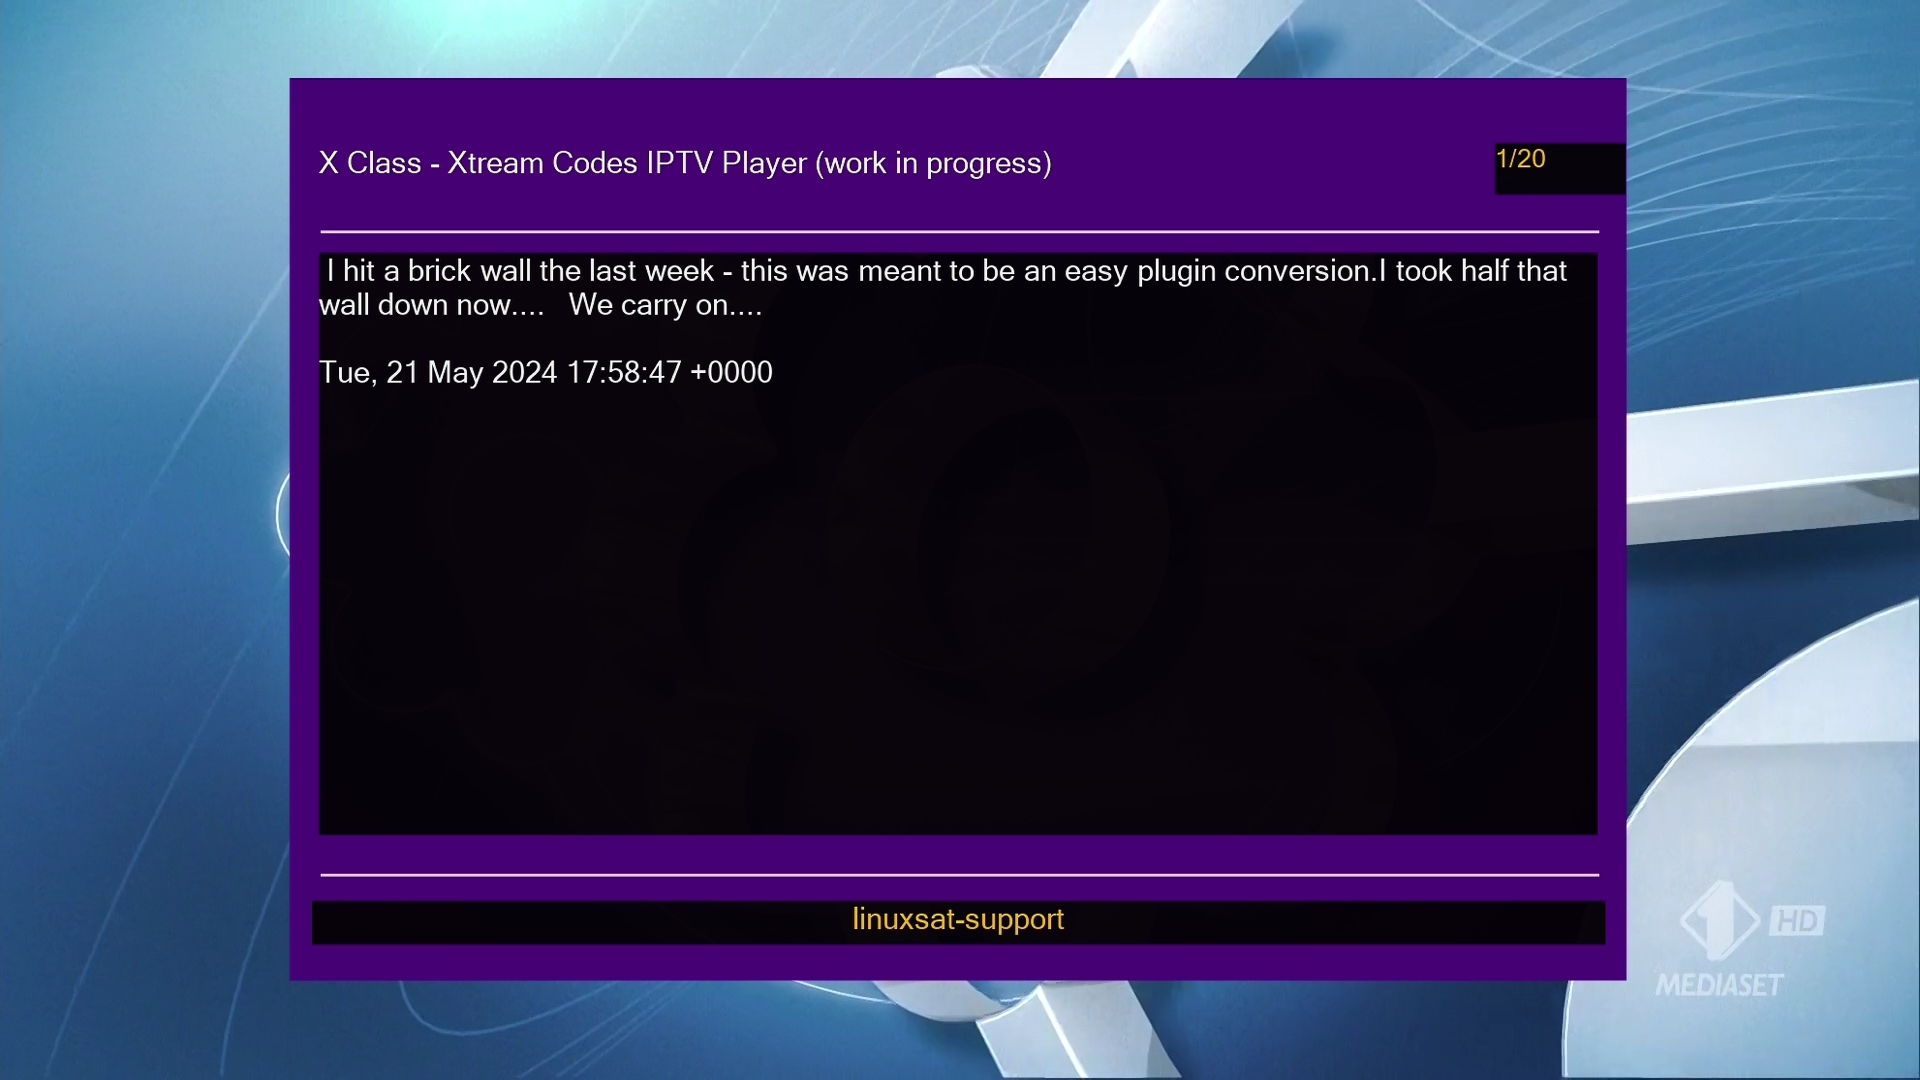 X Class - Xtream Codes IPTV Player (work in progress)
1/20
I hit a brick wall the last week - this was meant to be an easy plugin conversion.I took half that
wall down now.... We carry on....
Tue, 21 May 2024 17:58:47 +0000
linuxsat-support
1 HD
MEDIASET